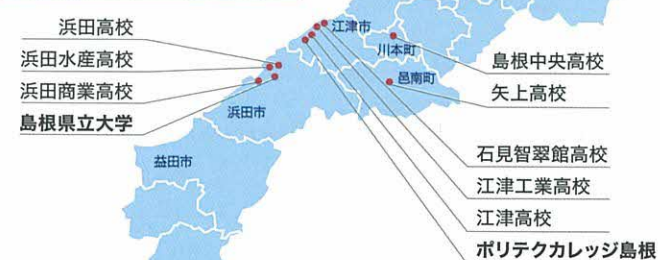 浜田高校
浜田水産高校
浜田商業高校
島根県立大学
江津市
川本町
邑南町
浜田市
益田市
島根中央高校
矢上高校
石見智翠館高校
江津工業高校
江津高校
ポリテクカレッジ島根